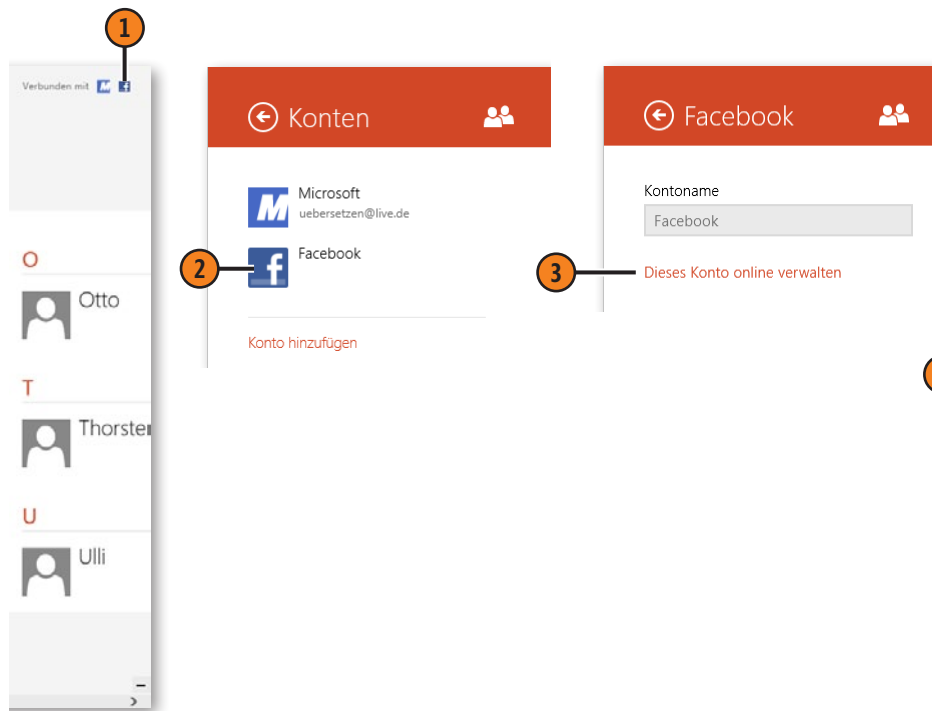 1
Verbunden mit
O
Otto
T
U
Ulli
Konten
Microsoft
uebersetzen@live.de
2
Facebook
Konto hinzufügen
Facebook
Kontoname
Facebook
3
Dieses Konto online verwalten